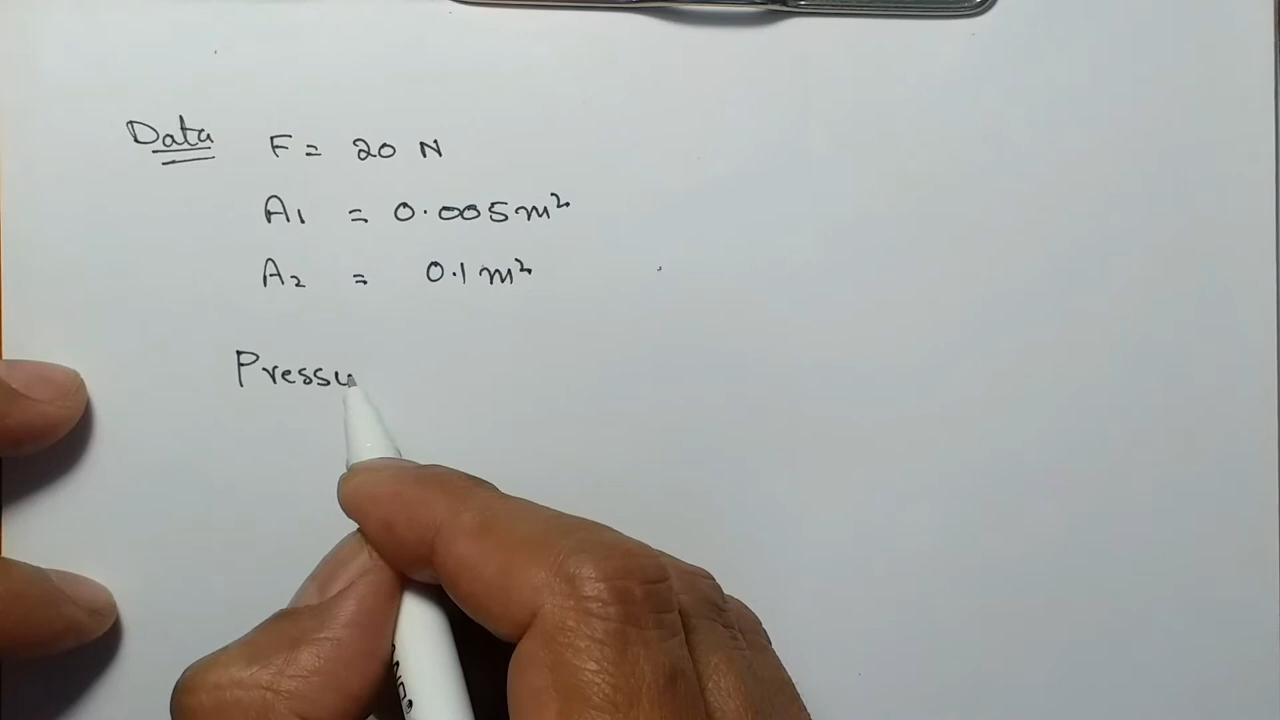 Data F = 20 N
A1 = 0.005 m²
A2 = 0.1 m²
Pressu